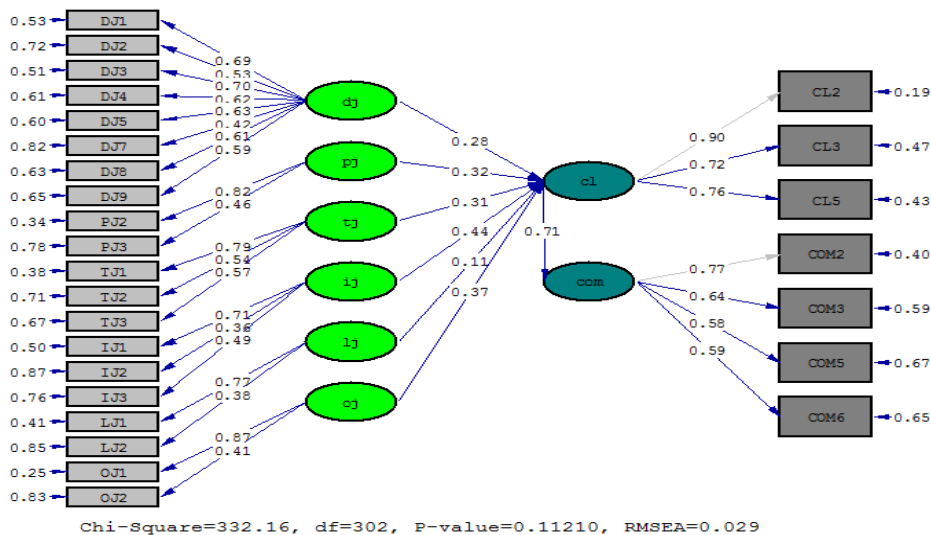 0.53 DJ1
0.72 DJ2
0.51 DJ3
0.61 DJ4
0.60 DJ5
0.82 DJ7
0.63 DJ8
0.65 DJ9
0.34 PJ2
0.78 PJ3
0.38 TJ1
0.71 TJ2
0.67 TJ3
0.50 IJ1
0.87 IJ2
0.76 IJ3
0.41 LJ1
0.85 LJ2
0.25 OJ1
0.83 OJ2
0.69
0.53
0.70
0.62
0.63
0.42
0.61
0.59
0.82
0.46
0.79
0.54
0.57
0.71
0.36
0.49
0.77
0.38
0.87
0.41
dj
pj
tj
ij
lj
oj
0.28
0.32
0.31
0.44
0.11
0.37
cl
0.71
com
0.90
0.72
0.76
0.77
0.64
0.58
0.59
CL2 0.19
CL3 0.47
CL5 0.43
COM2 0.40
COM3 0.59
COM5 0.67
COM6 0.65
Chi-Square=332.16, df=302, P-value=0.11210, RMSEA=0.029